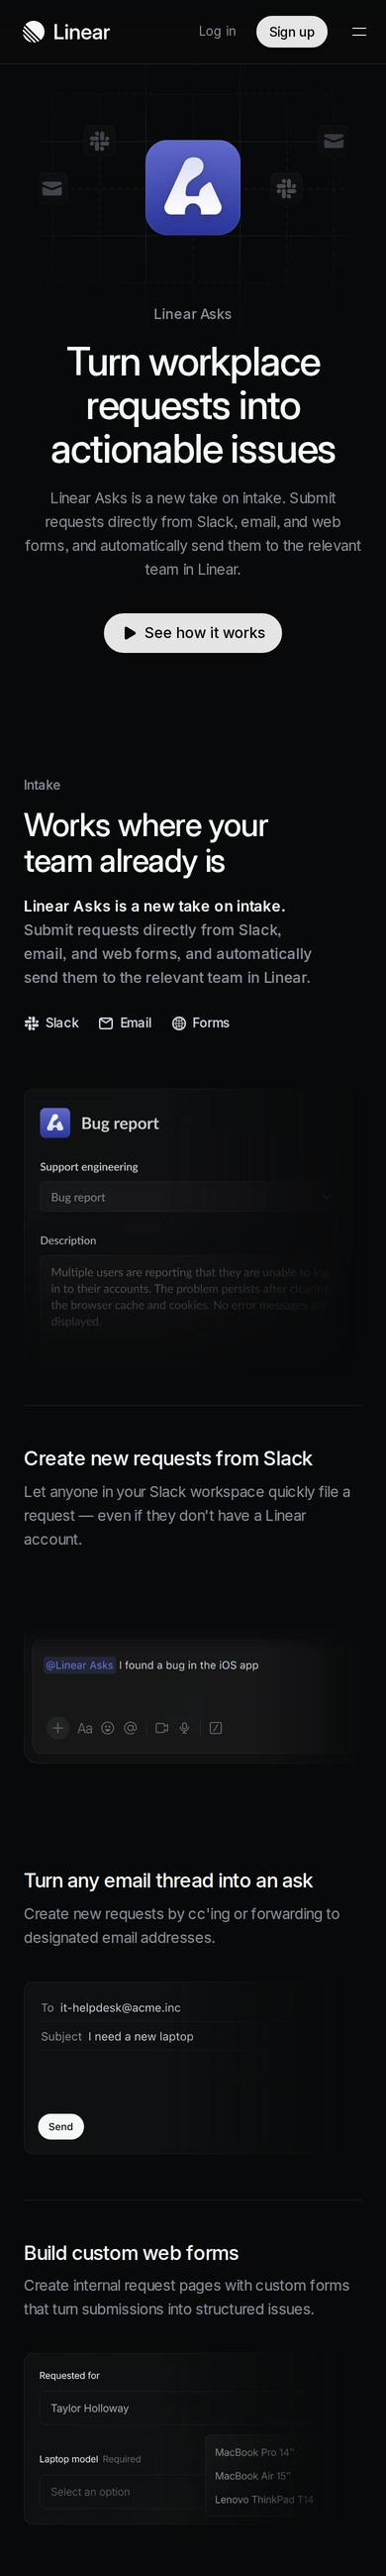 Linear
Log in
Sign up
Linear Asks
Turn workplace
requests into
actionable issues
Linear Asks is a new take on intake. Submit
requests directly from Slack, email, and web
forms, and automatically send them to the relevant
team in Linear.
See how it works
Intake
Works where your
team already is
Linear Asks is a new take on intake.
Submit requests directly from Slack,
email, and web forms, and automatically
send them to the relevant team in Linear.
Slack Email Forms
Bug report
Support engineering
Bug report
Description
Multiple users are reporting that they are unable to log
in to their accounts. The problem persists after clearing
the browser cache and cookies. No error messages are
displayed.
Create new requests from Slack
Let anyone in your Slack workspace quickly file a
request — even if they don't have a Linear
account.
@Linear Asks I found a bug in the iOS app
Aa
Turn any email thread into an ask
Create new requests by cc'ing or forwarding to
designated email addresses.
To it-helpdesk@acme.inc
Subject I need a new laptop
Send
Build custom web forms
Create internal request pages with custom forms
that turn submissions into structured issues.
Requested for
Taylor Holloway
Laptop model Required
Select an option
MacBook Pro 14"
MacBook Air 15"
Lenovo ThinkPad T14